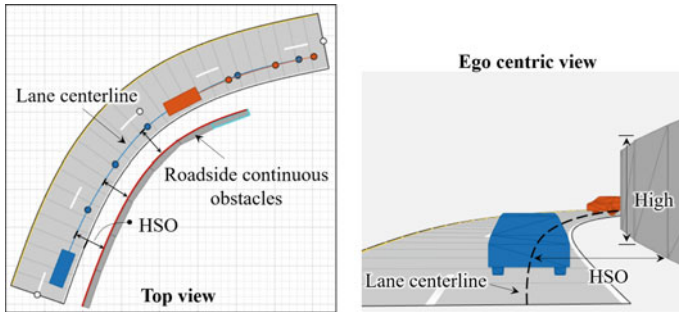 Lane centerline
Roadside continuous
obstacles
HSO
Top view
Ego centric view
High
HSO
Lane centerline